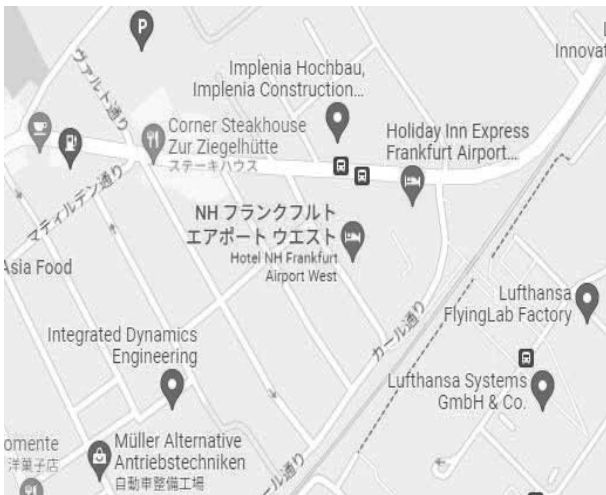 P
L
Innovat
ヴァルト通り
Implenia Hochbau,
Implenia Construction...
Corner Steakhouse
Zur Ziegelhütte
ステーキハウス
Holiday Inn Express
Frankfurt Airport...
マティルデン通り
NH フランクフルト
エアポート ウエスト
Hotel NH Frankfurt
Airport West
Asia Food
Lufthansa
FlyingLab Factory
カール通り
Integrated Dynamics
Engineering
Lufthansa Systems
GmbH & Co.
omente
洋菓子店
Müller Alternative
Antriebstechniken
自動車整備工場
ール通り